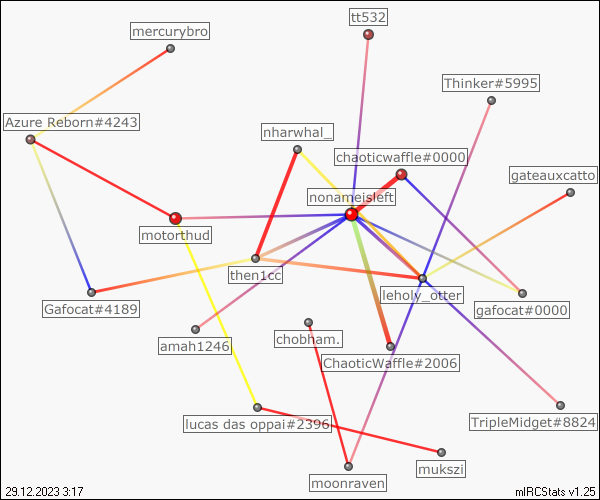 tt532
mercurybro
Thinker#5995
Azure Reborn#4243
nharwhal_
chaoticwaffle#0000
gateauxcatto
nonameisleft
motorthud
then1cc
leholy_otter
Gafocat#4189
gafocat#0000
chobham.
amah1246
ChaoticWaffle#2006
lucas das oppai#2396
TripleMidget#8824
mukszi
moonraven
29.12.2023 3:17
mIRCStats v1.25